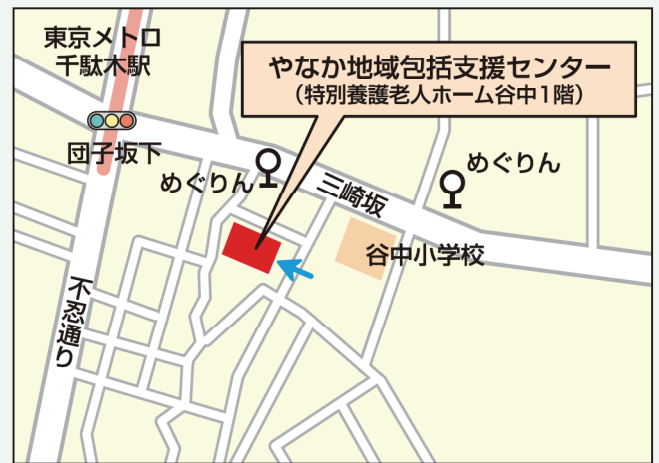 東京メトロ
千駄木駅
やなか地域包括支援センター
（特別養護老人ホーム谷中1階）
団子坂下
めぐりん
めぐりん
三崎坂
谷中小学校
不忍通り